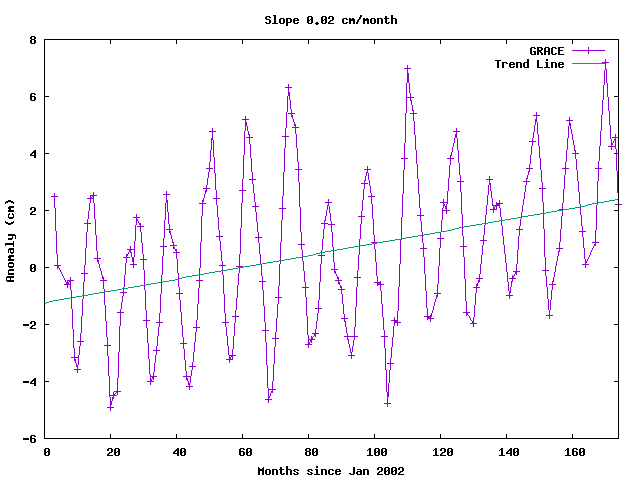 Slope 0.02 cm/month
GRACE
Trend Line
8
6
4
2
0
-2
-4
-6
Anomaly (cm)
0 20 40 60 80 100 120 140 160
Months since Jan 2002